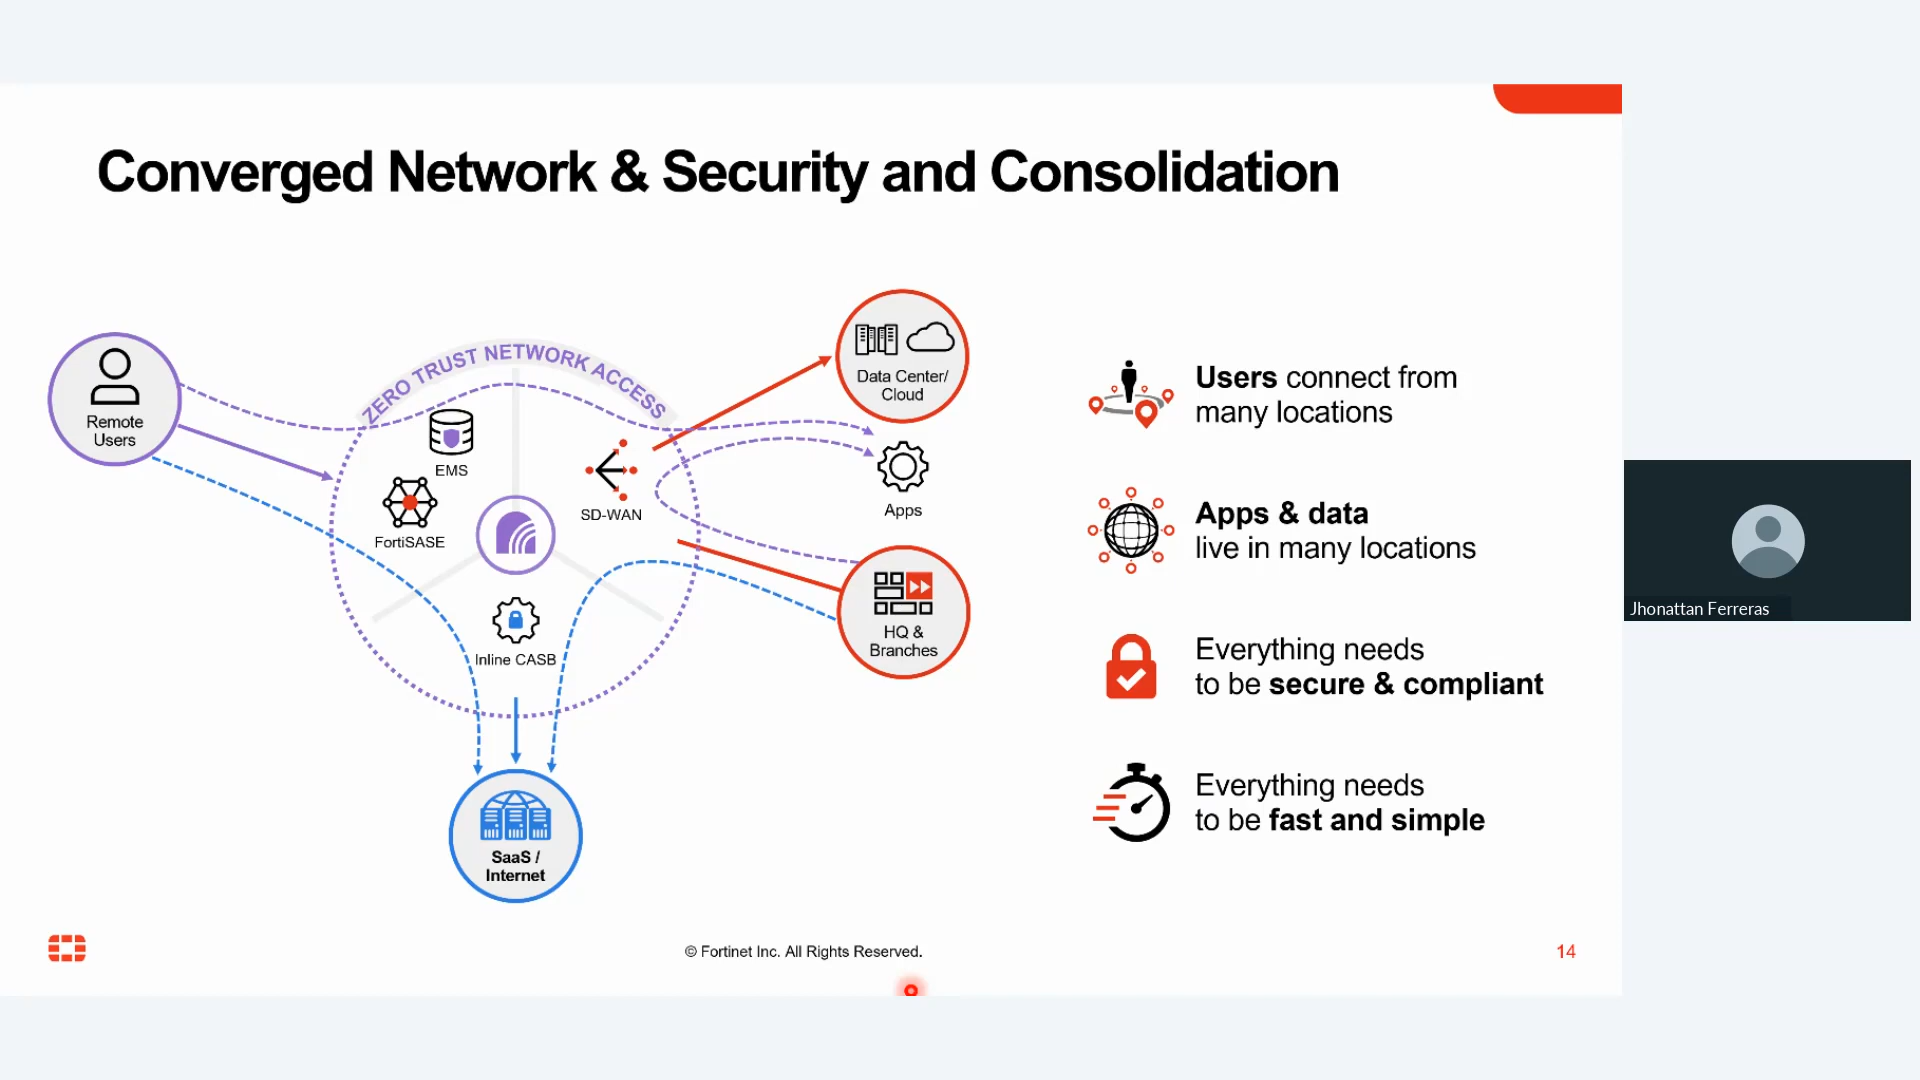 Converged Network & Security and Consolidation
Remote
Users
ZERO TRUST NETWORK ACCESS
EMS
FortiSASE
SD-WAN
Inline CASB
Data Center/
Cloud
Apps
HQ &
Branches
SaaS /
Internet
Users connect from
many locations
Apps & data
live in many locations
Everything needs
to be secure & compliant
Everything needs
to be fast and simple
Jhonattan Ferreras
© Fortinet Inc. All Rights Reserved.
14